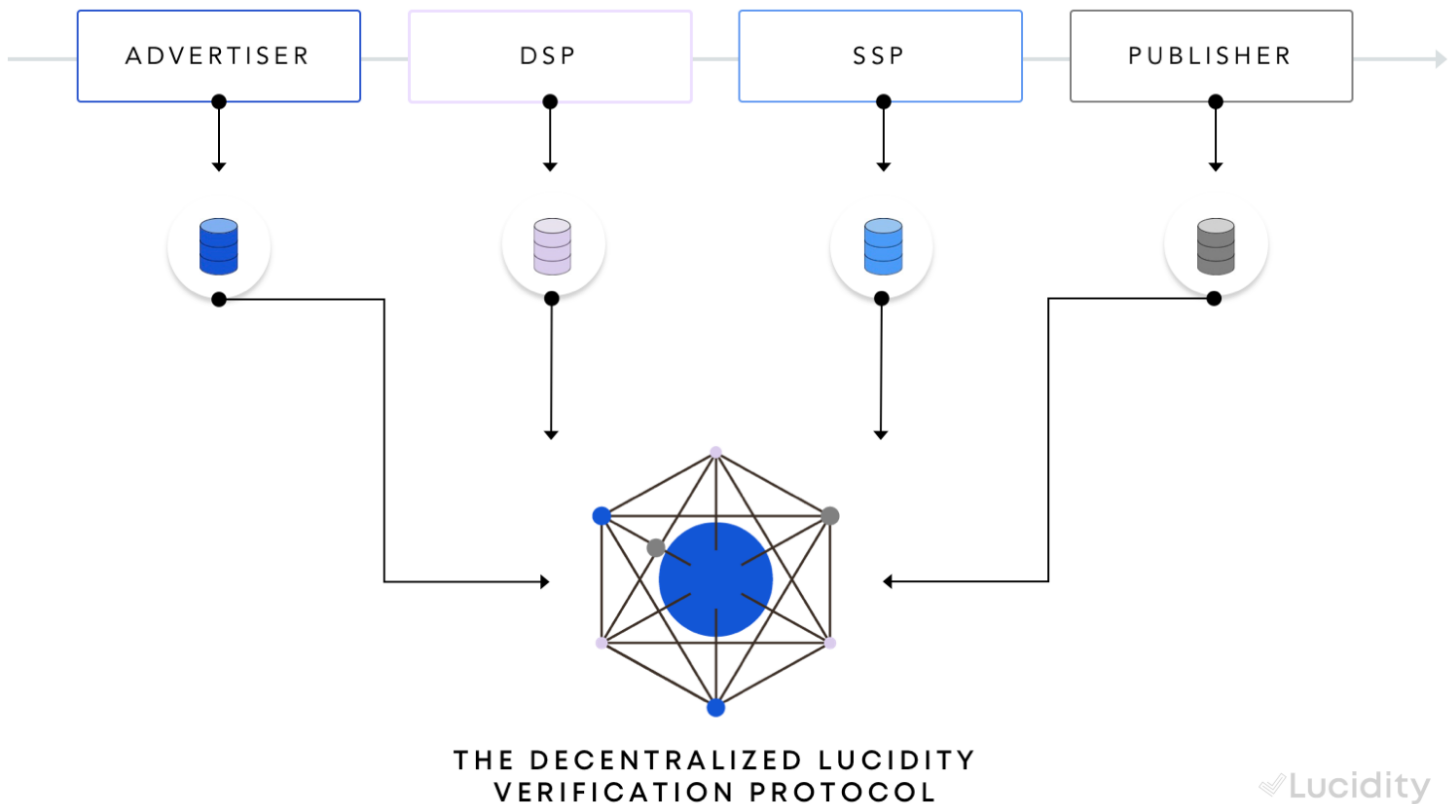 ADVERTISER
DSP
SSP
PUBLISHER
THE DECENTRALIZED LUCIDITY
VERIFICATION PROTOCOL
Lucidity